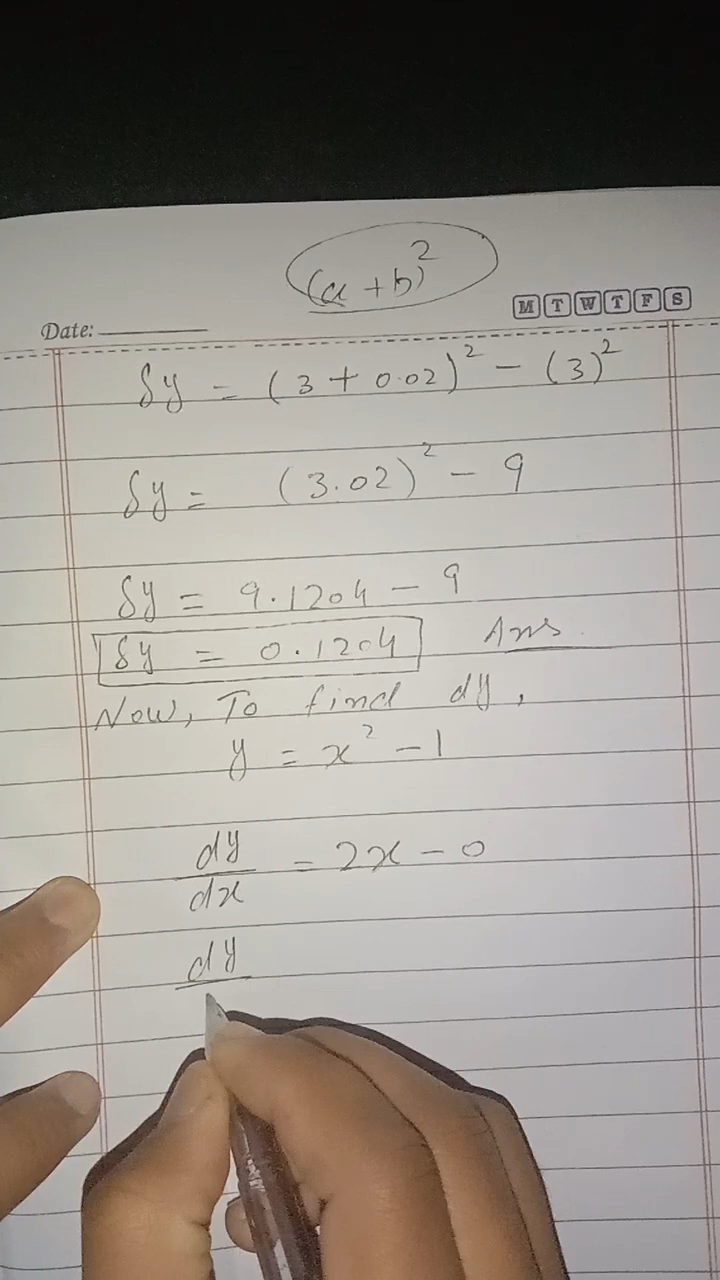 (a + b)²
M T W T F S
Date:
δy = (3 + 0.02)² - (3)²
δy = (3.02)² - 9
δy = 9.1204 - 9
δy = 0.1204 Ans.
Now, To find dy,
y = x² - 1
dy/dx = 2x - 0
dy